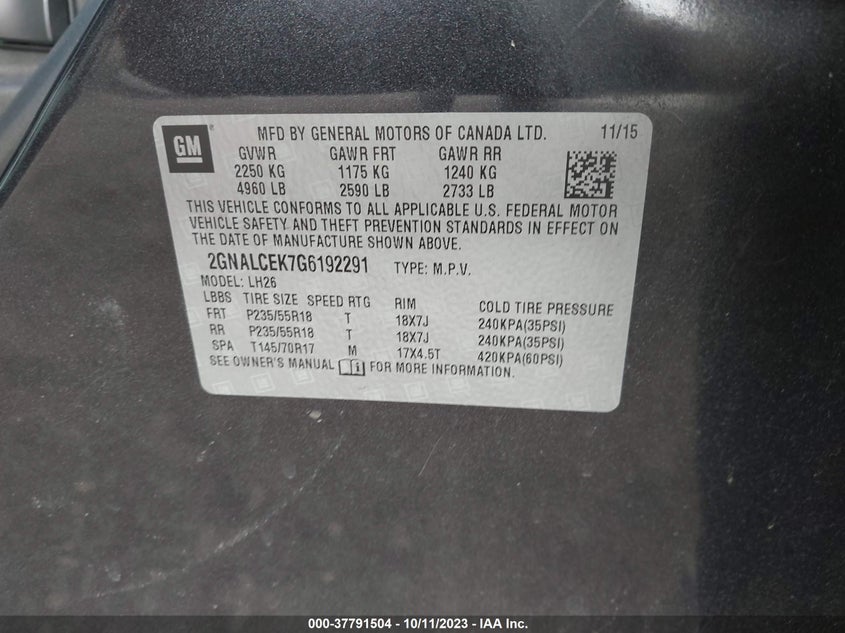 GM
MFD BY GENERAL MOTORS OF CANADA LTD. 11/15
GVWR GAWR FRT GAWR RR
2250 KG 1175 KG 1240 KG
4960 LB 2590 LB 2733 LB
THIS VEHICLE CONFORMS TO ALL APPLICABLE U.S. FEDERAL MOTOR
VEHICLE SAFETY AND THEFT PREVENTION STANDARDS IN EFFECT ON
THE DATE OF MANUFACTURE SHOWN ABOVE.
2GNALCEK7G6192291 TYPE: M.P.V.
MODEL: LH26
LBBS TIRE SIZE SPEED RTG RIM COLD TIRE PRESSURE
FRT P235/55R18 T 18X7J 240KPA(35PSI)
RR P235/55R18 T 18X7J 240KPA(35PSI)
SPA T145/70R17 M 17X4.5T 420KPA(60PSI)
SEE OWNER'S MANUAL FOR MORE INFORMATION.
000-37791504 - 10/11/2023 - IAA Inc.